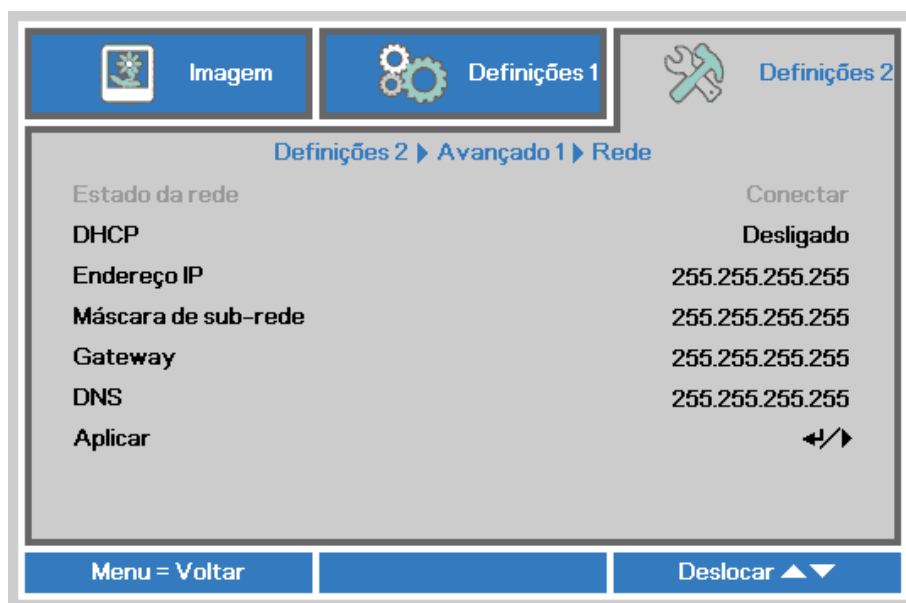 Imagem Definições 1 Definições 2
Definições 2 Avançado 1 Rede
Estado da rede Conectar
DHCP Desligado
Endereço IP 255.255.255.255
Máscara de sub-rede 255.255.255.255
Gateway 255.255.255.255
DNS 255.255.255.255
Aplicar
Menu = Voltar Deslocar